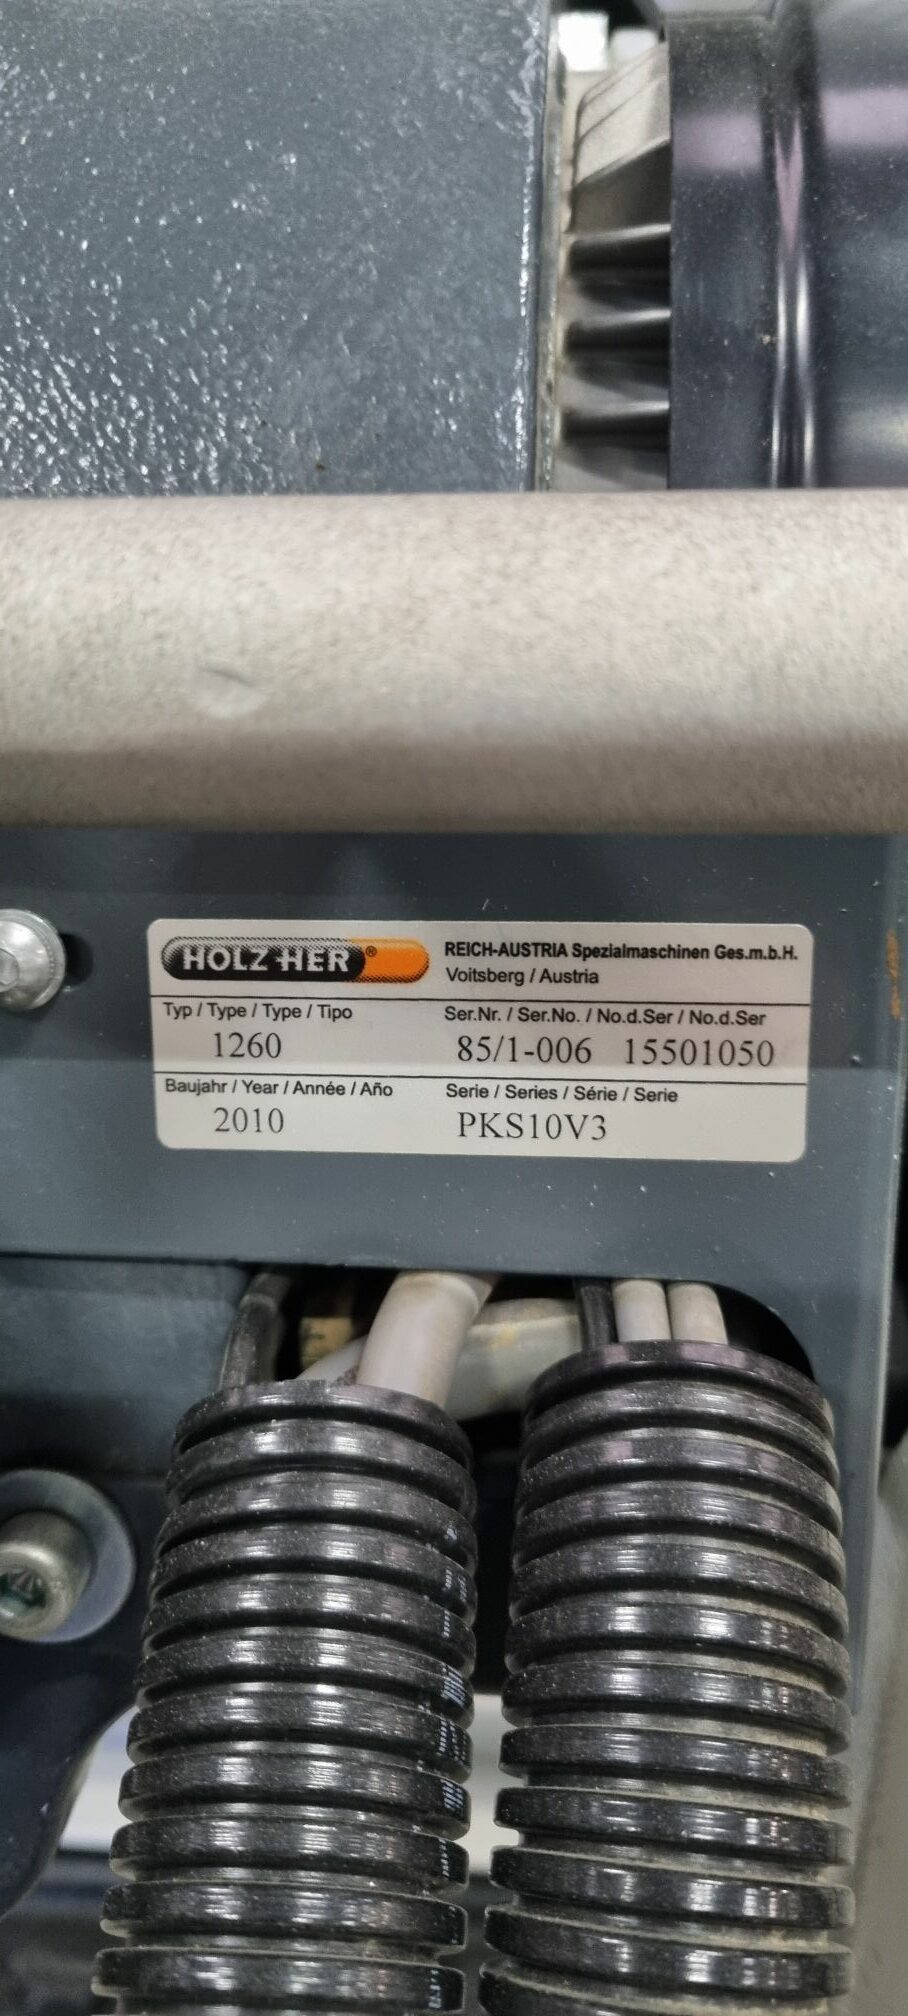 HOLZ-HER®
REICH-AUSTRIA Spezialmaschinen Ges.m.b.H.
Voitsberg / Austria
Typ / Type / Type / Tipo
1260
Ser.Nr. / Ser.No. / No.d.Ser / No.d.Ser
85/1-006 15501050
Baujahr / Year / Année / Año
2010
Serie / Series / Série / Serie
PKS10V3